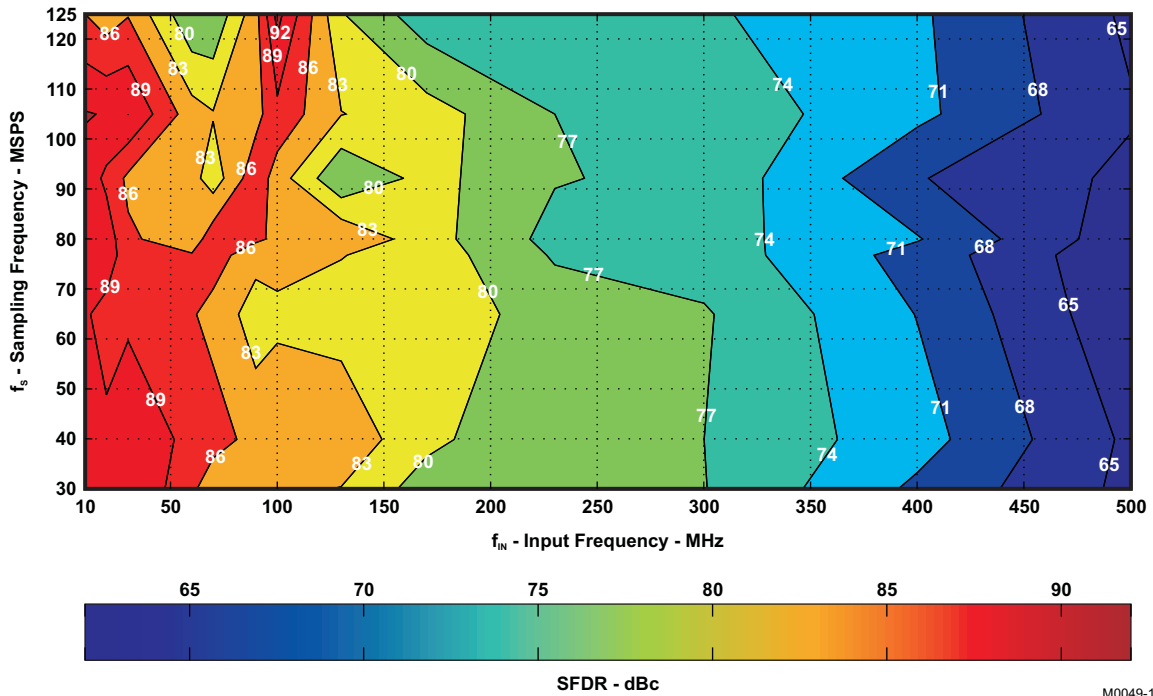 125
120
110
100
90
80
70
60
50
40
30
fS - Sampling Frequency - MSPS
86 80 92 65
89
83 86 83 80 74
89 71 68
77
83 86
86 80
83
86 74 71 68
89 77
80 65
83
89 77 71 68
86 83 80 74 65
10 50 100 150 200 250 300 350 400 450 500
fIN - Input Frequency - MHz
65 70 75 80 85 90
SFDR - dBc
M0049-1